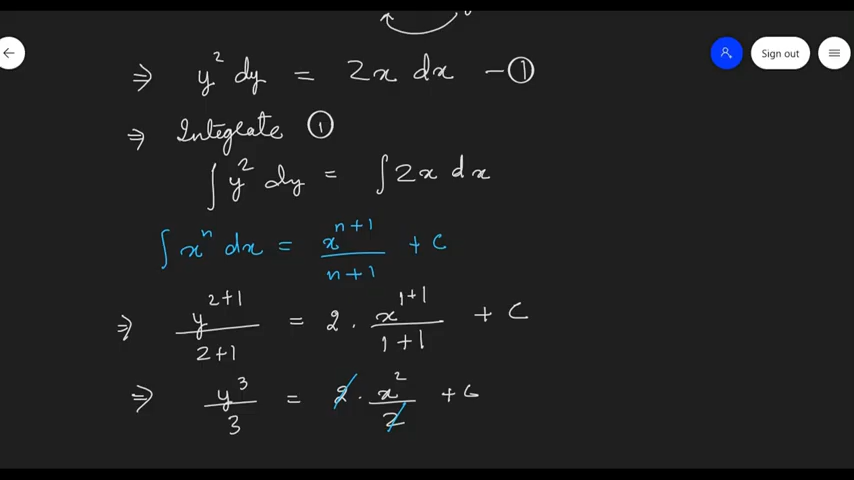 Sign out
⇒ y² dy = 2x dx - ①
⇒ Integrate ①
∫ y² dy = ∫ 2x dx
∫ xⁿ dx = xⁿ⁺¹/n+1 + C
⇒ y²⁺¹/2+1 = 2 · x¹⁺¹/1+1 + C
⇒ y³/3 = 2 · x²/2 + C